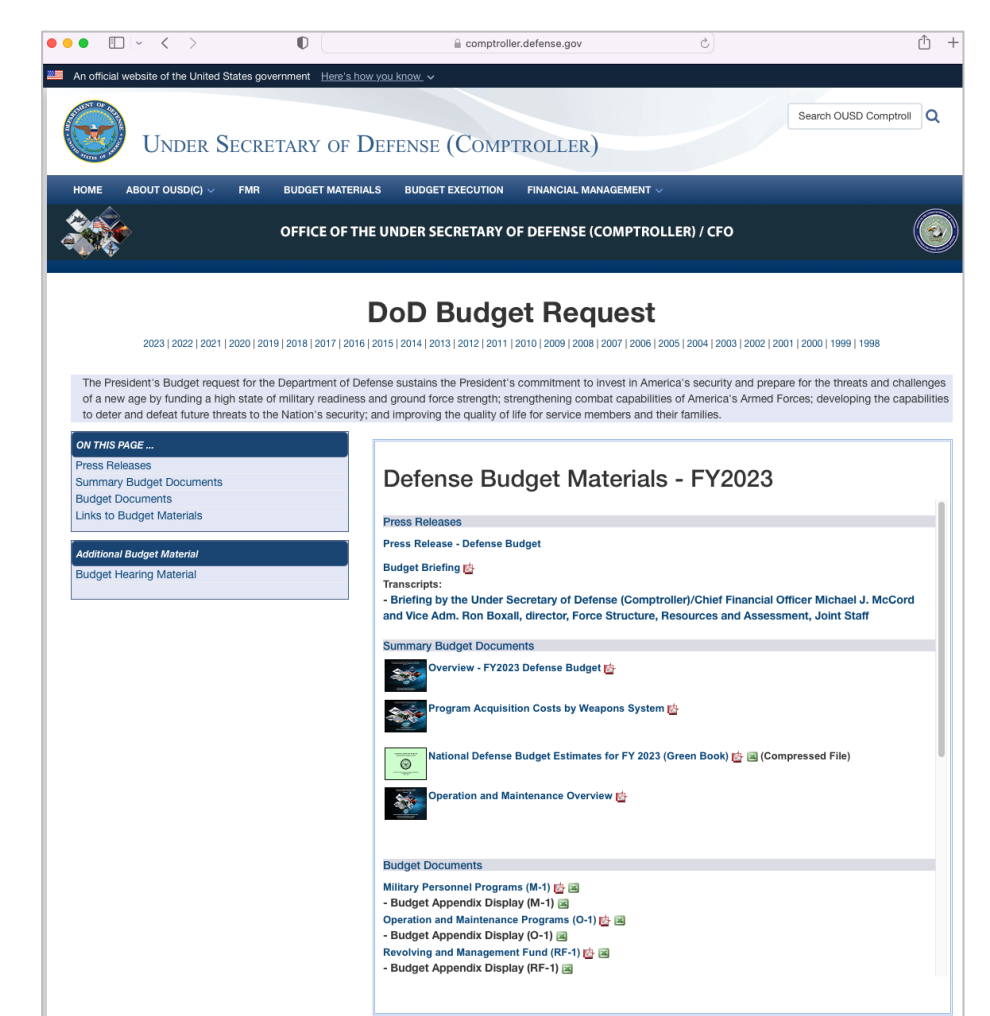 comptroller.defense.gov
An official website of the United States government Here's how you know
Search OUSD Comptroll
UNDER SECRETARY OF DEFENSE (COMPTROLLER)
HOME ABOUT OUSD(C) FMR BUDGET MATERIALS BUDGET EXECUTION FINANCIAL MANAGEMENT
OFFICE OF THE UNDER SECRETARY OF DEFENSE (COMPTROLLER) / CFO
DoD Budget Request
2023 | 2022 | 2021 | 2020 | 2019 | 2018 | 2017 | 2016 | 2015 | 2014 | 2013 | 2012 | 2011 | 2010 | 2009 | 2008 | 2007 | 2006 | 2005 | 2004 | 2003 | 2002 | 2001 | 2000 | 1999 | 1998
The President's Budget request for the Department of Defense sustains the President's commitment to invest in America's security and prepare for the threats and challenges
of a new age by funding a high state of military readiness and ground force strength; strengthening combat capabilities of America's Armed Forces; developing the capabilities
to deter and defeat future threats to the Nation's security; and improving the quality of life for service members and their families.
ON THIS PAGE ...
Press Releases
Summary Budget Documents
Budget Documents
Links to Budget Materials
Additional Budget Material
Budget Hearing Material
Defense Budget Materials - FY2023
Press Releases
Press Release - Defense Budget
Budget Briefing
Transcripts:
- Briefing by the Under Secretary of Defense (Comptroller)/Chief Financial Officer Michael J. McCord
and Vice Adm. Ron Boxall, director, Force Structure, Resources and Assessment, Joint Staff
Summary Budget Documents
Overview - FY2023 Defense Budget
Program Acquisition Costs by Weapons System
National Defense Budget Estimates for FY 2023 (Green Book) (Compressed File)
Operation and Maintenance Overview
Budget Documents
Military Personnel Programs (M-1)
- Budget Appendix Display (M-1)
Operation and Maintenance Programs (O-1)
- Budget Appendix Display (O-1)
Revolving and Management Fund (RF-1)
- Budget Appendix Display (RF-1)